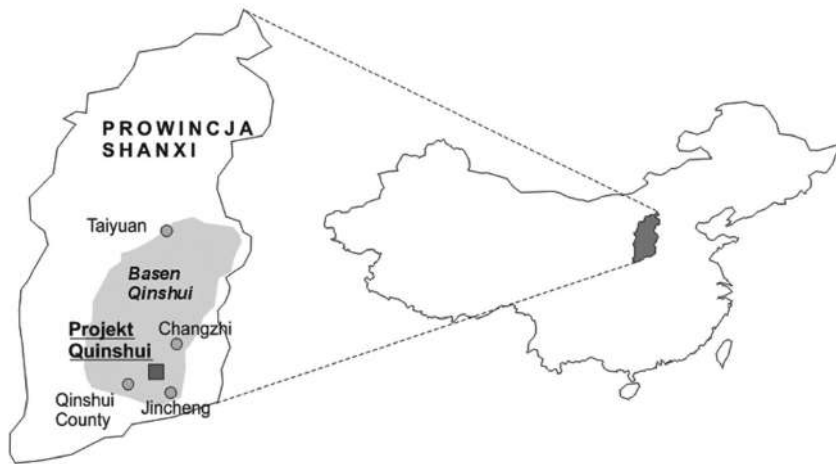 PROWINCJA
SHANXI
Taiyuan
Basen
Qinshui
Projekt
Quinshui
Changzhi
Qinshui
County
Jincheng